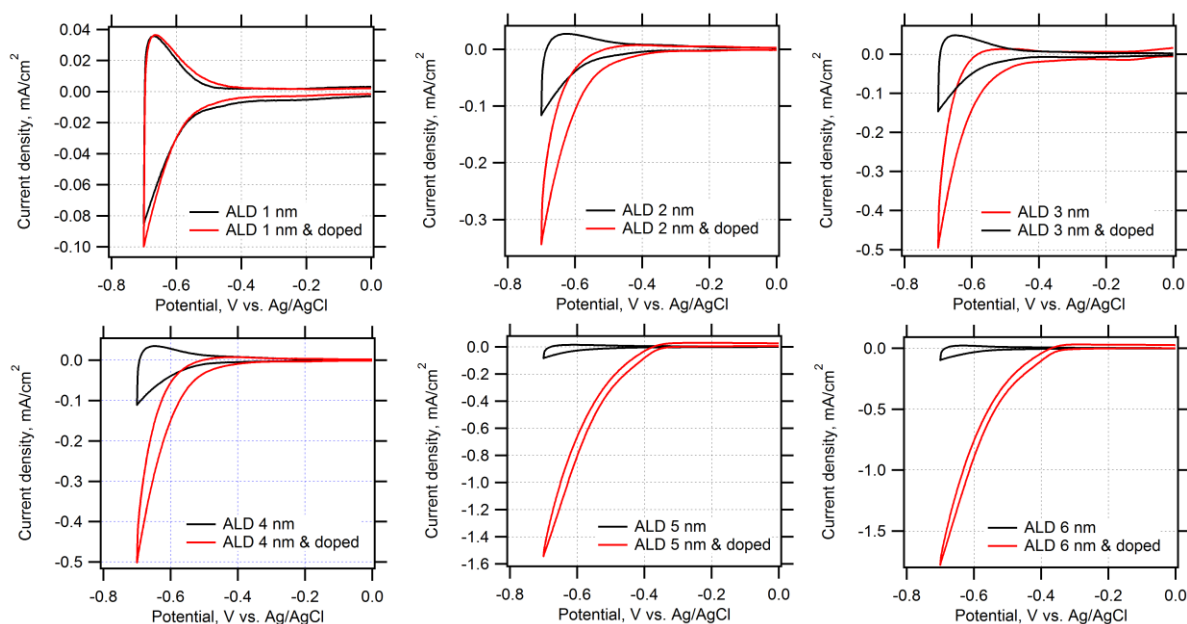 0.04
0.02
0.00
-0.02
-0.04
-0.06
-0.08
-0.10
Current density, mA/cm²
ALD 1 nm
ALD 1 nm & doped
-0.8
-0.6
-0.4
-0.2
0.0
Potential, V vs. Ag/AgCl
0.0
-0.1
-0.2
-0.3
Current density, mA/cm²
ALD 2 nm
ALD 2 nm & doped
-0.8
-0.6
-0.4
-0.2
0.0
Potential, V vs. Ag/AgCl
0.0
-0.1
-0.2
-0.3
-0.4
-0.5
Current density, mA/cm²
ALD 3 nm
ALD 3 nm & doped
-0.8
-0.6
-0.4
-0.2
0.0
Potential, V vs. Ag/AgCl
0.0
-0.1
-0.2
-0.3
-0.4
-0.5
Current density, mA/cm²
ALD 4 nm
ALD 4 nm & doped
-0.8
-0.6
-0.4
-0.2
0.0
Potential, V vs. Ag/AgCl
0.0
-0.2
-0.4
-0.6
-0.8
-1.0
-1.2
-1.4
-1.6
Current density, mA/cm²
ALD 5 nm
ALD 5 nm & doped
-0.8
-0.6
-0.4
-0.2
0.0
Potential, V vs. Ag/AgCl
0.0
-0.5
-1.0
-1.5
Current density, mA/cm²
ALD 6 nm
ALD 6 nm & doped
-0.8
-0.6
-0.4
-0.2
0.0
Potential, V vs. Ag/AgCl